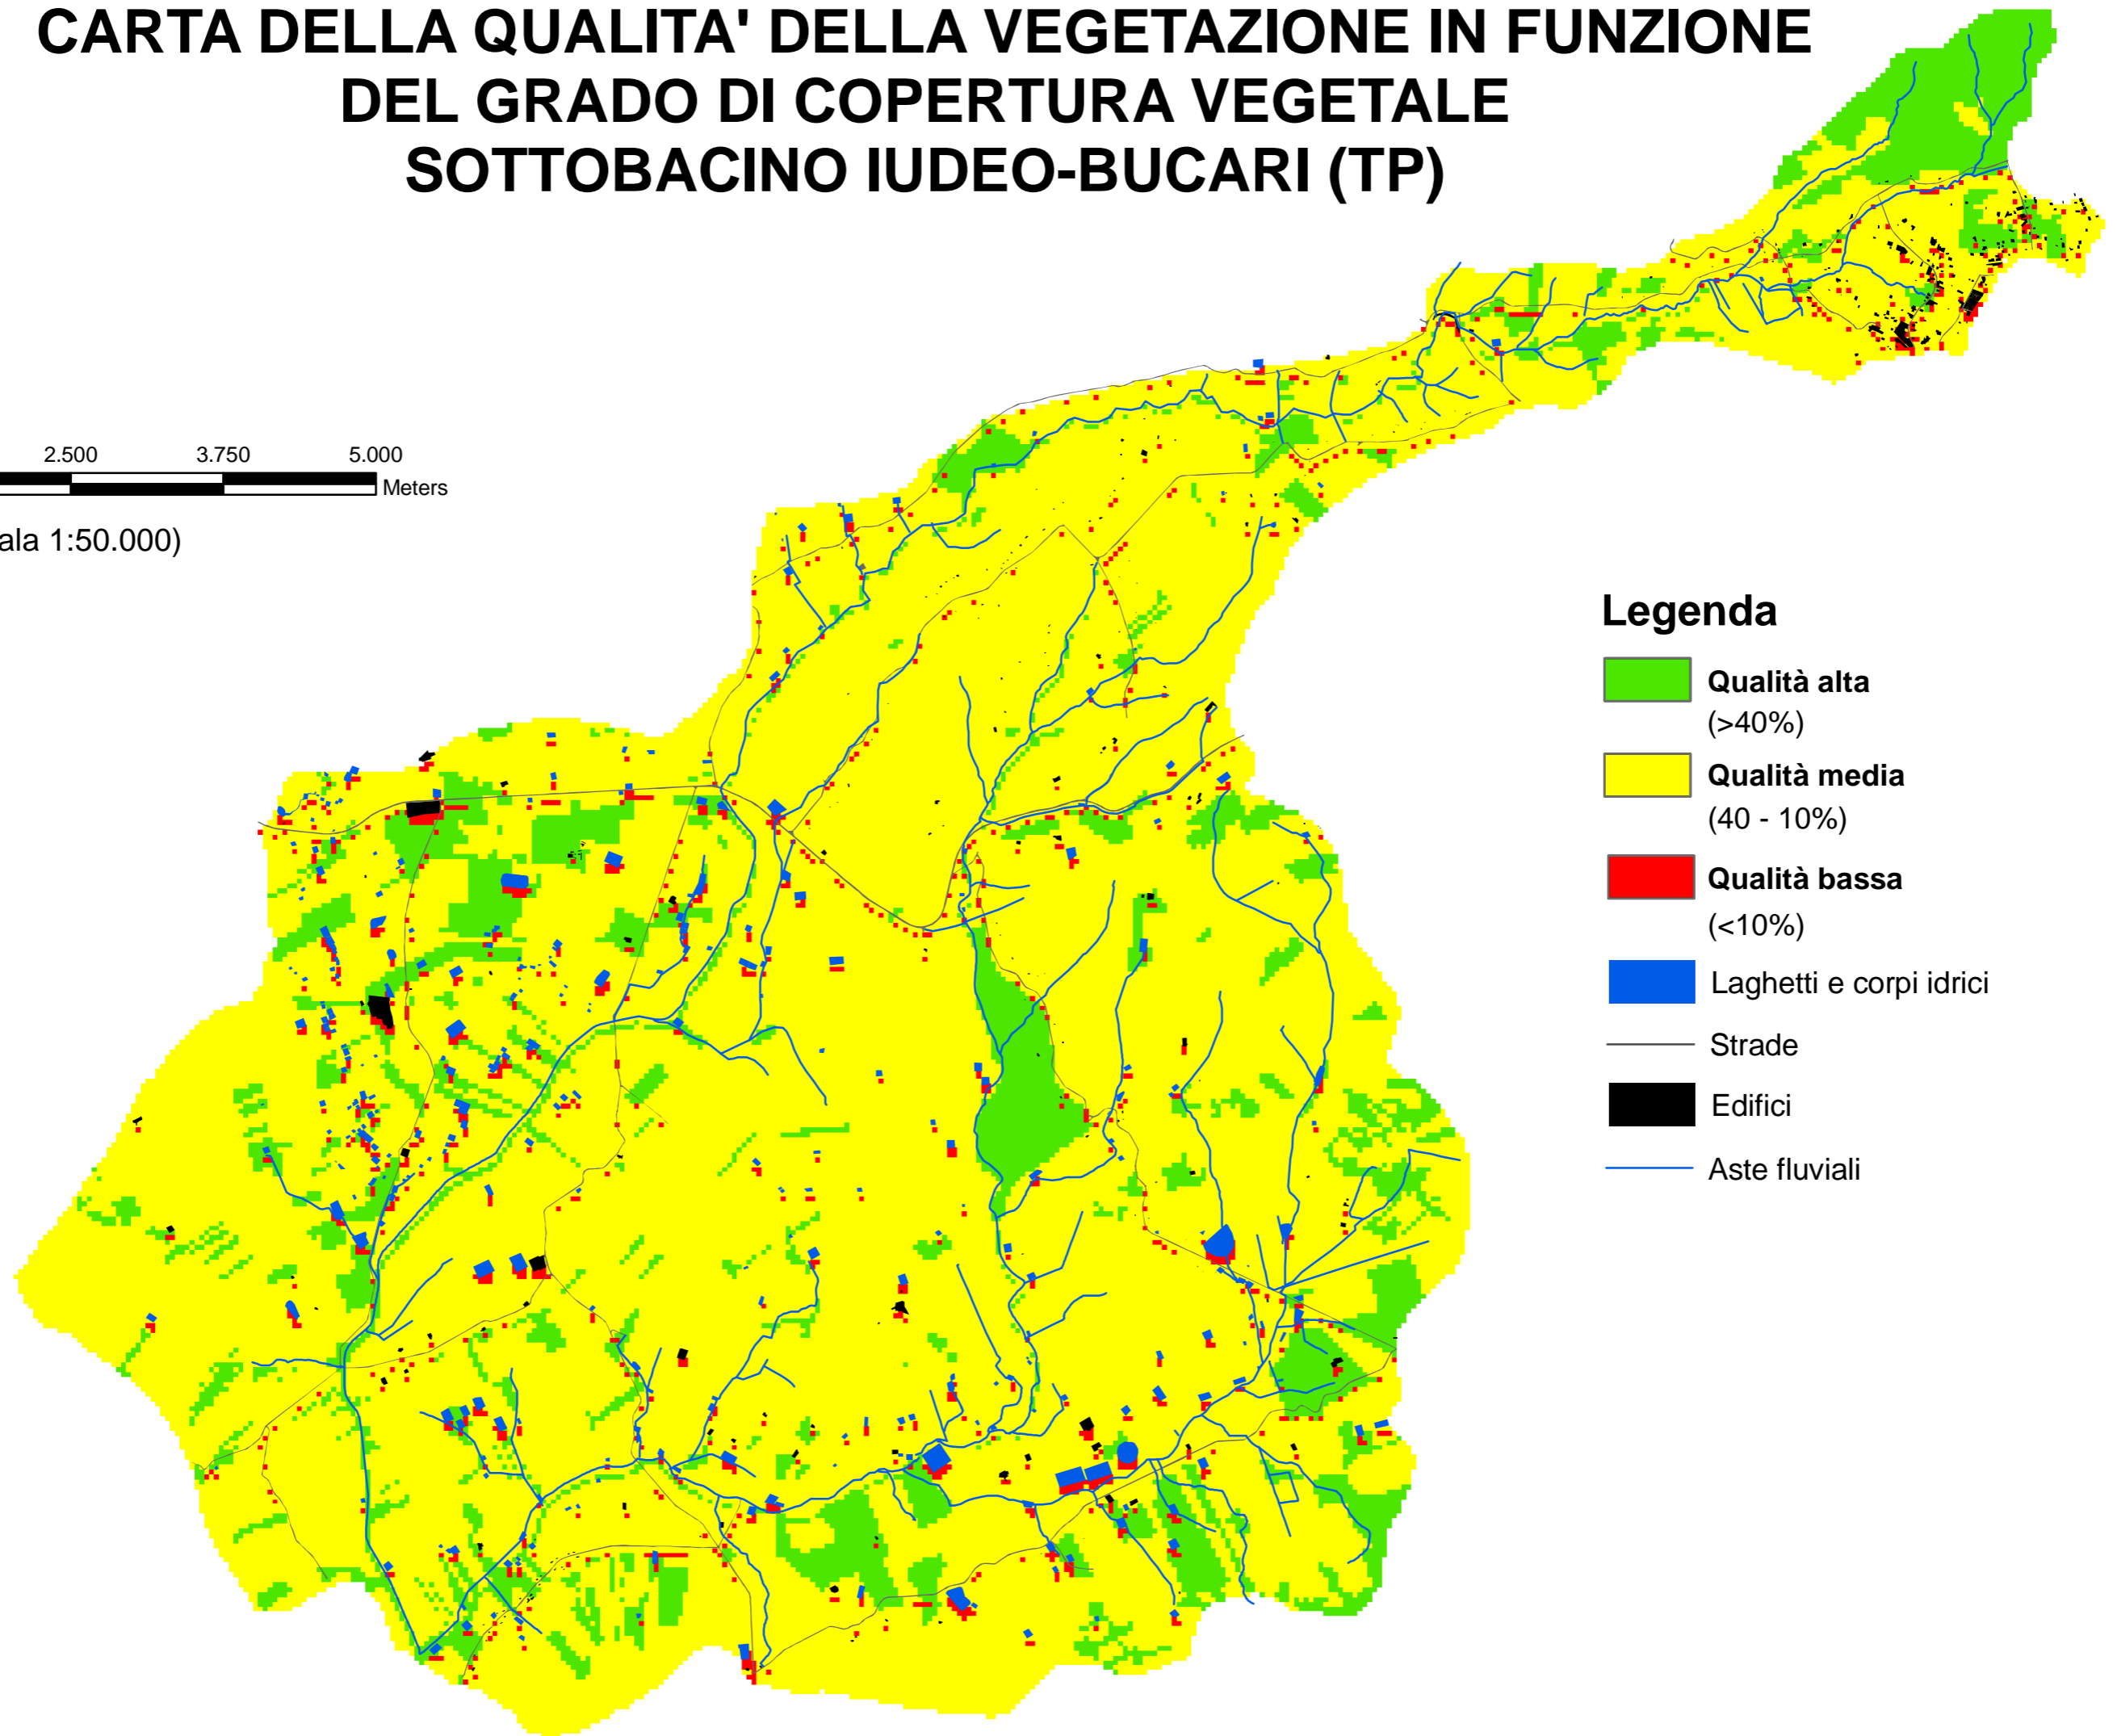 CARTA DELLA QUALITA' DELLA VEGETAZIONE IN FUNZIONE
DEL GRADO DI COPERTURA VEGETALE
SOTTOBACINO IUDEO-BUCARI (TP)
2.500 3.750 5.000
Meters
ala 1:50.000)
Legenda
Qualità alta
(>40%)
Qualità media
(40 - 10%)
Qualità bassa
(<10%)
Laghetti e corpi idrici
Strade
Edifici
Aste fluviali